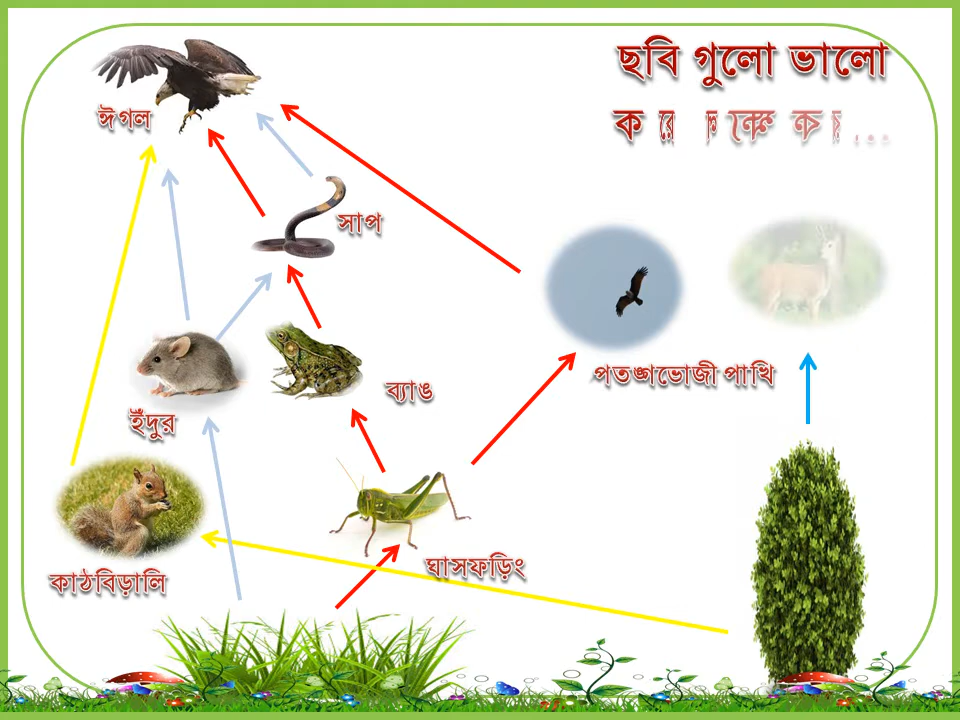 ছবি গুলো ভালো
ঈগল
সাপ
পতঙ্গভোজী পাখি
ব্যাঙ
ইঁদুর
ঘাসফড়িং
কাঠবিড়ালি